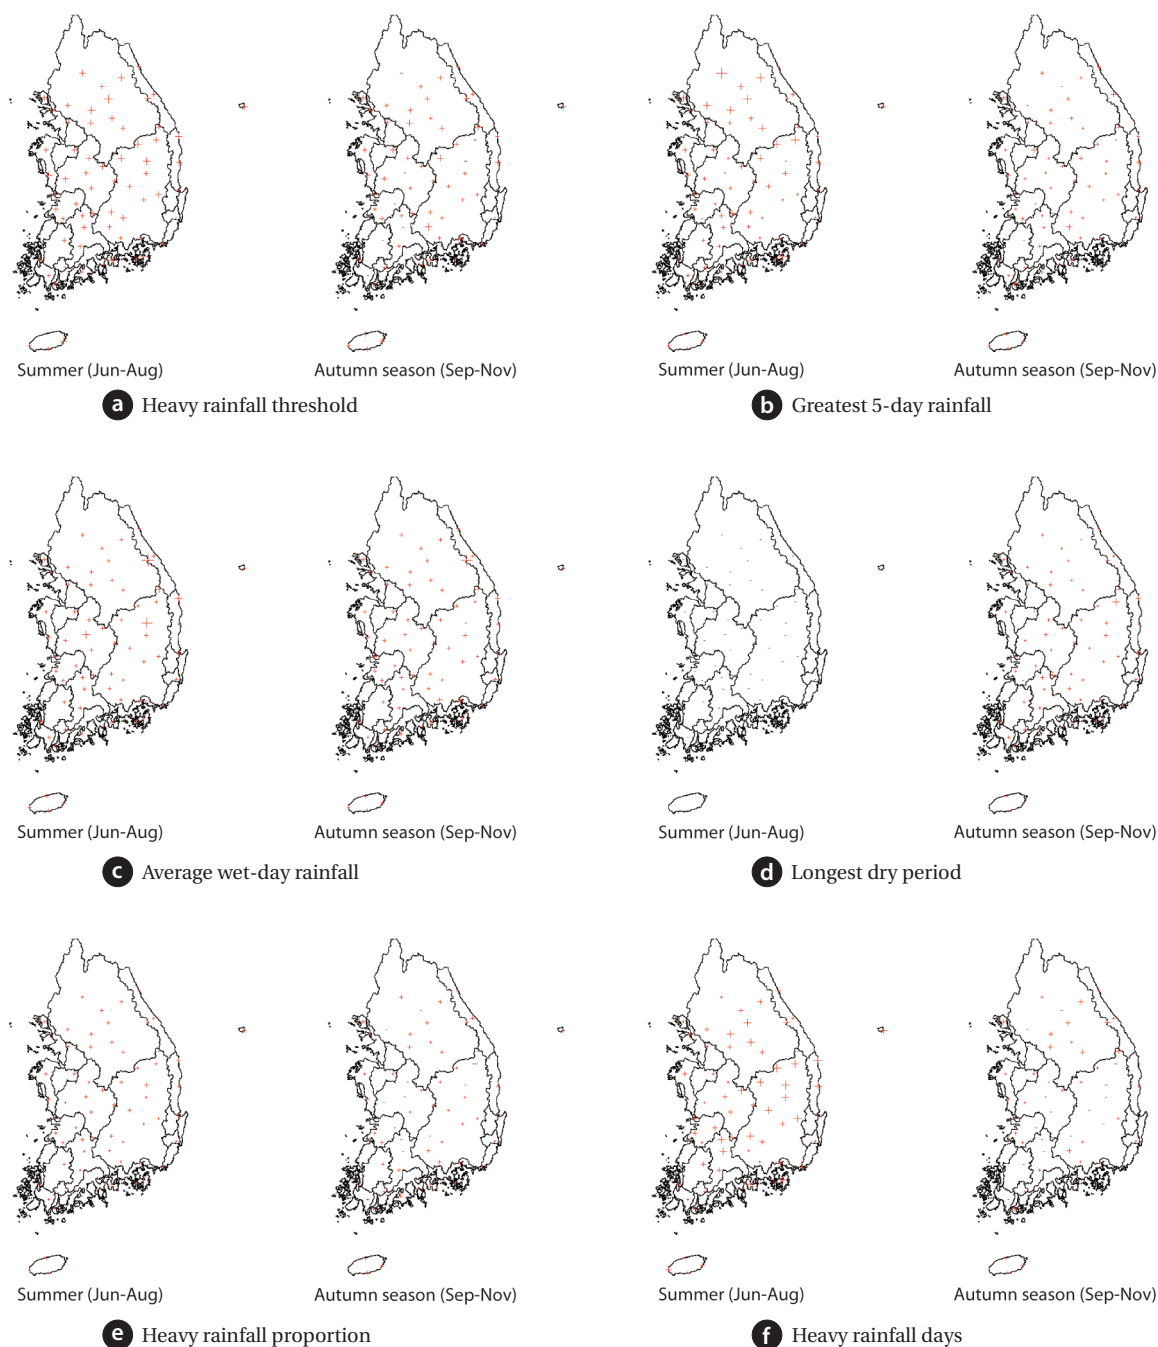 Summer (Jun-Aug)
Autumn season (Sep-Nov)
Summer (Jun-Aug)
Autumn season (Sep-Nov)
a Heavy rainfall threshold
b Greatest 5-day rainfall
Summer (Jun-Aug)
Autumn season (Sep-Nov)
Summer (Jun-Aug)
Autumn season (Sep-Nov)
c Average wet-day rainfall
d Longest dry period
Summer (Jun-Aug)
Autumn season (Sep-Nov)
Summer (Jun-Aug)
Autumn season (Sep-Nov)
e Heavy rainfall proportion
f Heavy rainfall days